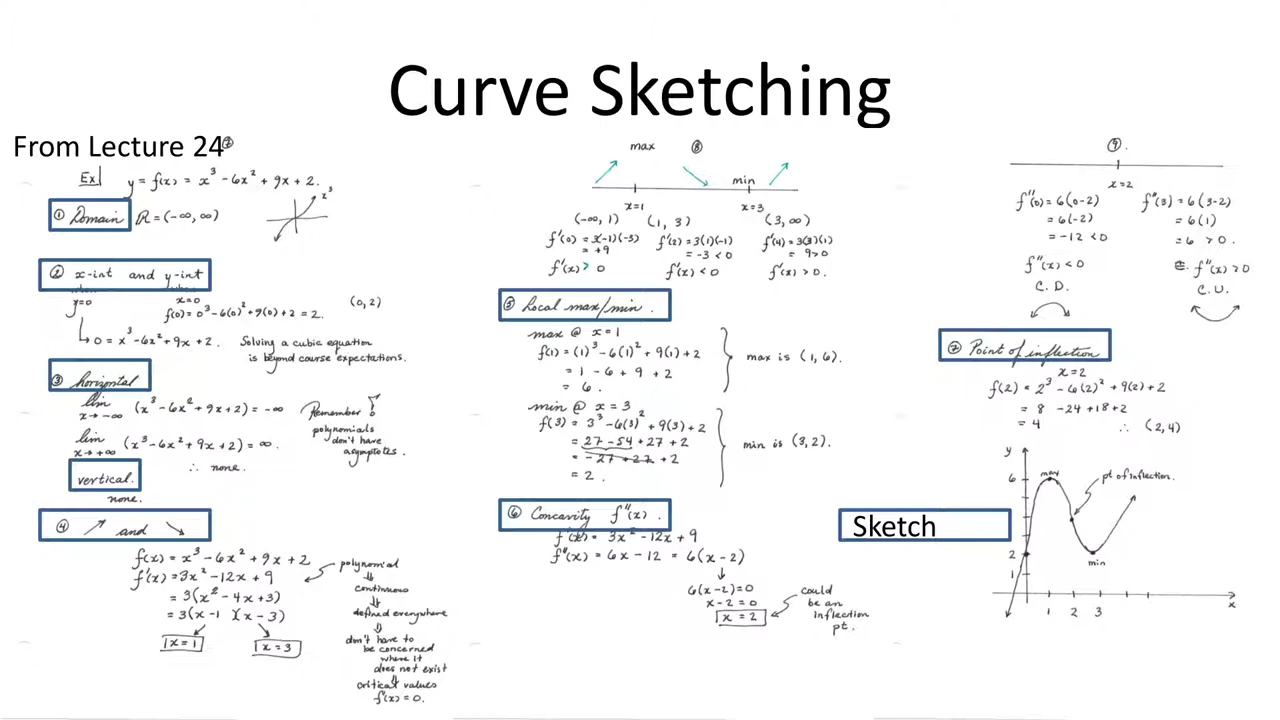 Curve Sketching
From Lecture 24
Ex y = f(x) = x³ - 6x² + 9x + 2.
x³
① Domain ℝ = (-∞, ∞)
② x-int and y-int
y=0
x=0
f(0) = 0³ - 6(0)² + 9(0) + 2 = 2.
(0, 2)
↳ 0 = x³ - 6x² + 9x + 2.
Solving a cubic equation
is beyond course expectations.
③ horizontal
lim (x³ - 6x² + 9x + 2) = -∞
x → -∞
lim (x³ - 6x² + 9x + 2) = ∞.
x → +∞
∴ none.
Remember!
polynomials
don't have
asymptotes.
vertical.
none.
④ ↗ and ↘
f(x) = x³ - 6x² + 9x + 2
f'(x) = 3x² - 12x + 9
= 3(x² - 4x + 3)
= 3(x - 1)(x - 3)
x = 1
x = 3
polynomial
⇓
continuous
⇓
defined everywhere
⇓
don't have to
be concerned
where it
does not exist
⇓
critical values
f'(x) = 0.
max ⑧
min
x=1
x=3
(-∞, 1) (1, 3) (3, ∞)
f'(0) = 3(-1)(-3)
= +9
f'(x) > 0
f'(2) = 3(1)(-1)
= -3 < 0
f'(x) < 0
f'(4) = 3(3)(1)
= 9 > 0
f'(x) > 0.
⑤ Local max/min.
max @ x = 1
f(1) = (1)³ - 6(1)² + 9(1) + 2
= 1 - 6 + 9 + 2
= 6.
max is (1, 6).
min @ x = 3
f(3) = 3³ - 6(3)² + 9(3) + 2
= 27 - 54 + 27 + 2
= -27 + 27 + 2
= 2.
min is (3, 2).
⑥ Concavity f''(x).
f'(x) = 3x² - 12x + 9
f''(x) = 6x - 12 = 6(x - 2)
↓
6(x-2) = 0
x - 2 = 0
x = 2
could
be an
inflection
pt.
⑨.
x=2
f''(0) = 6(0-2)
= 6(-2)
= -12 < 0
f''(x) < 0
C. D.
f''(3) = 6(3-2)
= 6(1)
= 6 > 0.
f''(x) > 0
C. U.
⑦ Point of inflection
x=2
f(2) = 2³ - 6(2)² + 9(2) + 2
= 8 - 24 + 18 + 2
= 4
∴ (2, 4)
Sketch
y
6
2
1
max
pt of inflection.
min
1 2 3
x